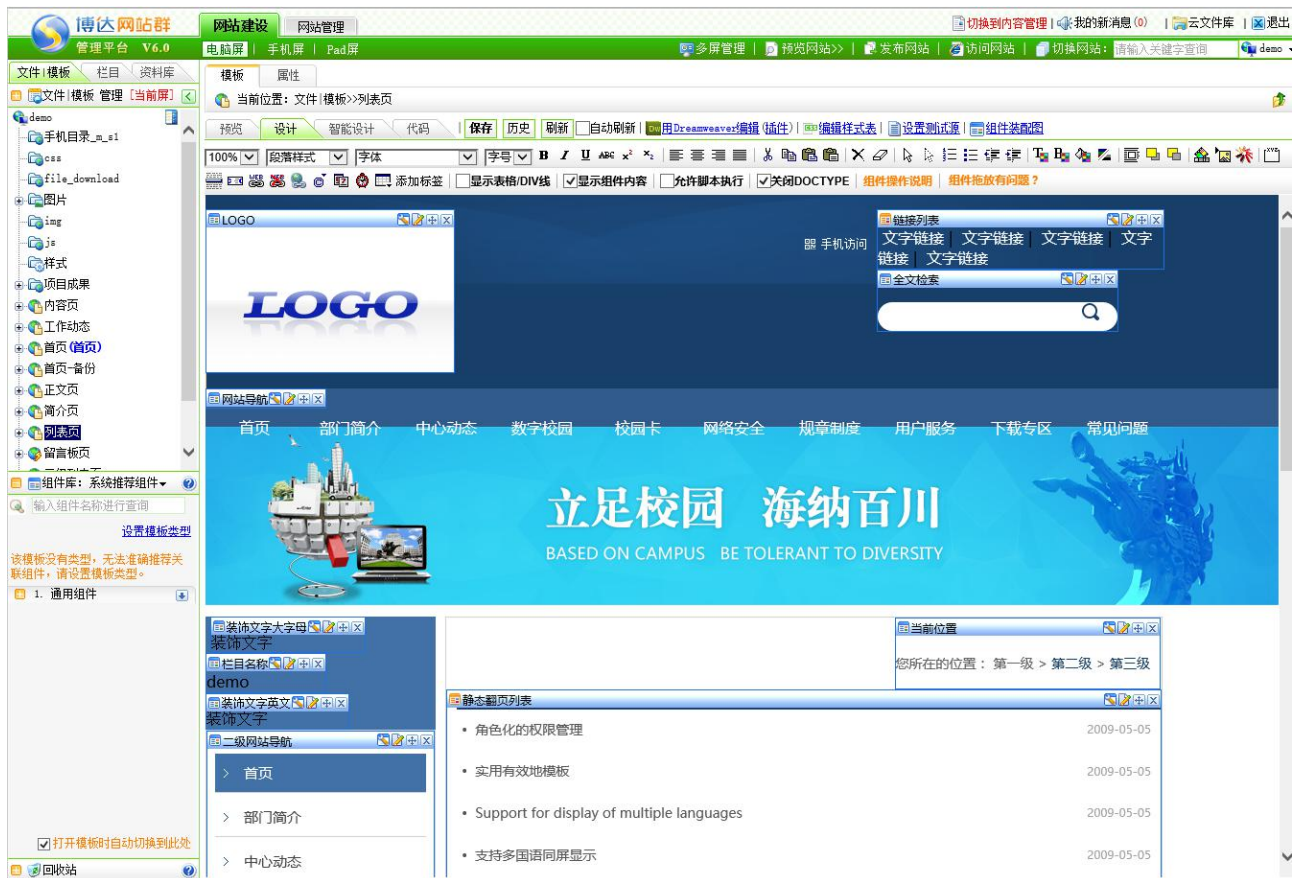 博达网站群 网站建设 网站管理 切换到内容管理 | 我的新消息(0) | 云文件库 | 退出
管理平台 V6.0 电脑屏 | 手机屏 | Pad屏 多屏管理 | 预览网站>> | 发布网站 | 访问网站 | 切换网站: 请输入关键字查询 demo
文件|模板 栏目 资料库 模板 属性
文件|模板 管理 [当前屏] 当前位置: 文件|模板>>列表页
预览 设计 智能设计 代码 | 保存 历史 刷新 自动刷新 | 用Dreamweaver编辑 (插件) | 编辑样式表 | 设置测试源 | 组件装配图
100% 段落样式 字体 字号 B I U ABC x² ×₂
添加标签 | 显示表格/DIV线 显示组件内容 允许脚本执行 关闭DOCTYPE | 组件操作说明 | 组件拖放有问题?
demo
手机目录_m_s1
css
file_download
图片
img
js
样式
项目成果
内容页
工作动态
首页(首页)
首页-备份
正文页
简介页
列表页
留言板页
组件库: 系统推荐组件
输入组件名称进行查询
设置模板类型
该模板没有类型,无法准确推荐关
联组件,请设置模板类型。
1. 通用组件
打开模板时自动切换到此处
回收站
LOGO
LOGO
手机访问
链接列表
文字链接 | 文字链接 | 文字链接 | 文字
链接 | 文字链接
全文检索
网站导航
首页 部门简介 中心动态 数字校园 校园卡 网络安全 规章制度 用户服务 下载专区 常见问题
立足校园 海纳百川
BASED ON CAMPUS BE TOLERANT TO DIVERSITY
装饰文字大字母
装饰文字
栏目名称
demo
装饰文字英文
装饰文字
二级网站导航
> 首页
> 部门简介
> 中心动态
当前位置
您所在的位置: 第一级 > 第二级 > 第三级
静态翻页列表
• 角色化的权限管理 2009-05-05
• 实用有效地模板 2009-05-05
• Support for display of multiple languages 2009-05-05
• 支持多国语同屏显示 2009-05-05